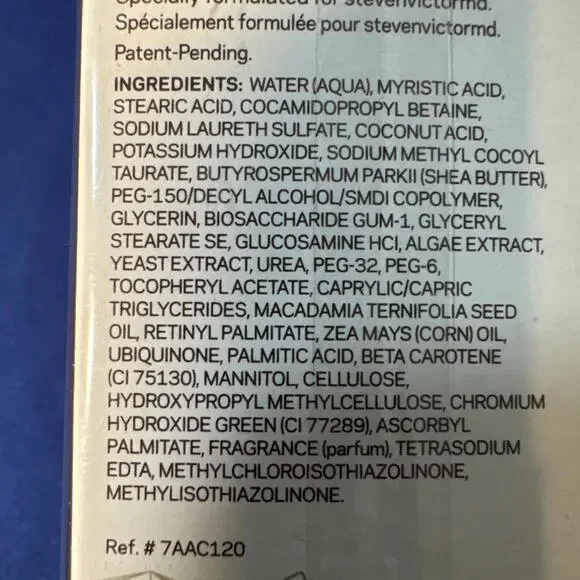 Specially formulated for stevenvictormd.
Spécialement formulée pour stevenvictormd.
Patent-Pending.
INGREDIENTS: WATER (AQUA), MYRISTIC ACID,
STEARIC ACID, COCAMIDOPROPYL BETAINE,
SODIUM LAURETH SULFATE, COCONUT ACID,
POTASSIUM HYDROXIDE, SODIUM METHYL COCOYL
TAURATE, BUTYROSPERMUM PARKII (SHEA BUTTER),
PEG-150/DECYL ALCOHOL/SMDI COPOLYMER,
GLYCERIN, BIOSACCHARIDE GUM-1, GLYCERYL
STEARATE SE, GLUCOSAMINE HCl, ALGAE EXTRACT,
YEAST EXTRACT, UREA, PEG-32, PEG-6,
TOCOPHERYL ACETATE, CAPRYLIC/CAPRIC
TRIGLYCERIDES, MACADAMIA TERNIFOLIA SEED
OIL, RETINYL PALMITATE, ZEA MAYS (CORN) OIL,
UBIQUINONE, PALMITIC ACID, BETA CAROTENE
(CI 75130), MANNITOL, CELLULOSE,
HYDROXYPROPYL METHYLCELLULOSE, CHROMIUM
HYDROXIDE GREEN (CI 77289), ASCORBYL
PALMITATE, FRAGRANCE (parfum), TETRASODIUM
EDTA, METHYLCHLOROISOTHIAZOLINONE,
METHYLISOTHIAZOLINONE.
Ref. # 7AAC120